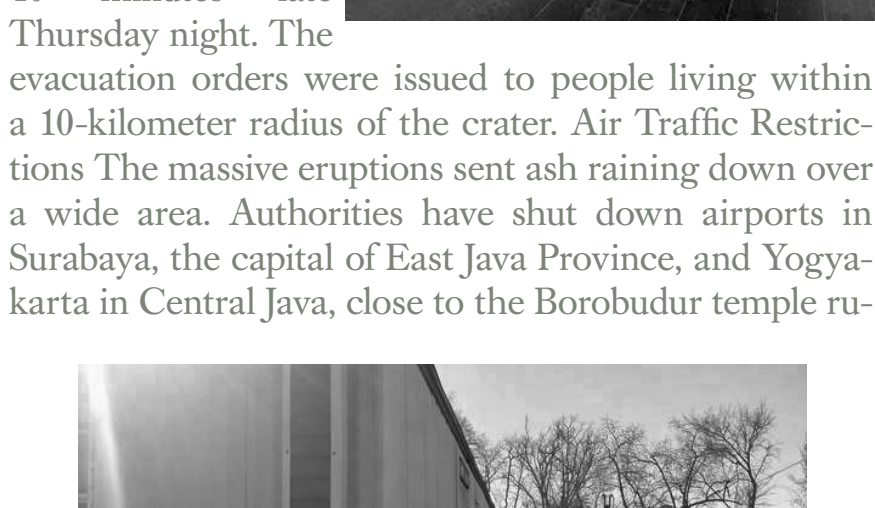 Thursday night. The
evacuation orders were issued to people living within
a 10-kilometer radius of the crater. Air Traffic Restric-
tions The massive eruptions sent ash raining down over
a wide area. Authorities have shut down airports in
Surabaya, the capital of East Java Province, and Yogya-
karta in Central Java, close to the Borobudur temple ru-